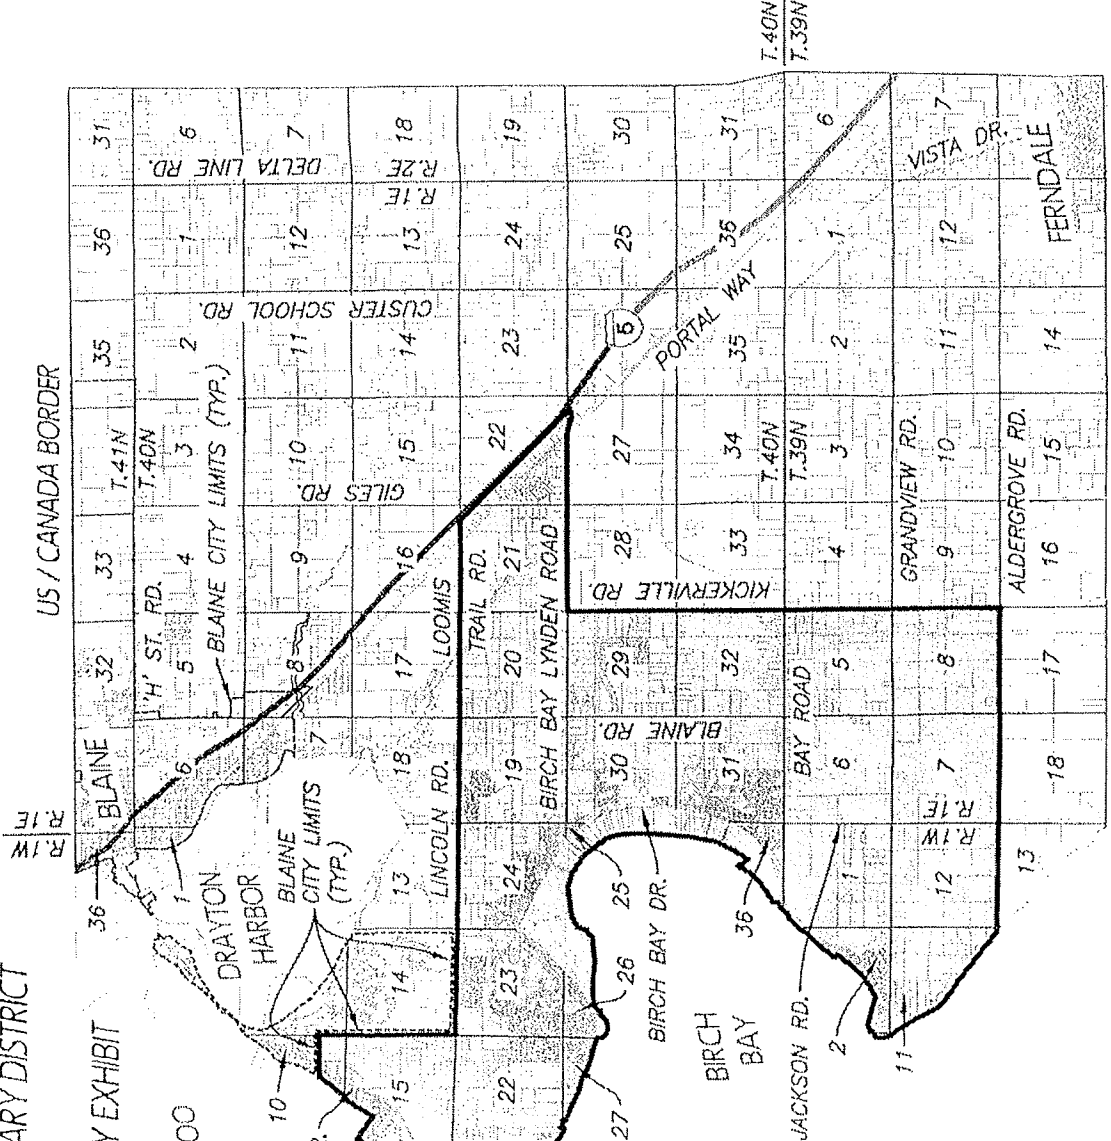 ARY DISTRICT
Y EXHIBIT
00
US / CANADA BORDER
R.1W
R.1E
36
BLAINE
32
33
T.41N
T.40N
35
36
31
1
6
'H' ST. RD.
5
4
3
2
1
6
BLAINE CITY LIMITS (TYP.)
DELTA LINE RD.
DRAYTON
HARBOR
10
7
8
9
10
11
12
7
GILES RD.
CUSTER SCHOOL RD.
BLAINE
CITY LIMITS
(TYP.)
15
14
13
18
17
16
15
14
13
18
R.1E
R.2E
LINCOLN RD.
LOOMIS
TRAIL RD.
22
23
24
19
20
21
22
23
24
19
BIRCH BAY LYNDEN ROAD
27
26
25
30
29
28
27
25
30
5
BIRCH BAY DR.
BLAINE RD.
KICKERVILLE RD.
PORTAL WAY
BIRCH
BAY
36
31
32
33
34
35
36
31
T.40N
T.39N
T.40N
T.39N
JACKSON RD.
BAY ROAD
2
1
6
5
4
3
2
1
6
GRANDVIEW RD.
VISTA DR.
11
12
R.1W
R.1E
7
8
9
10
11
12
7
ALDERGROVE RD.
FERNDALE
13
18
17
16
15
14